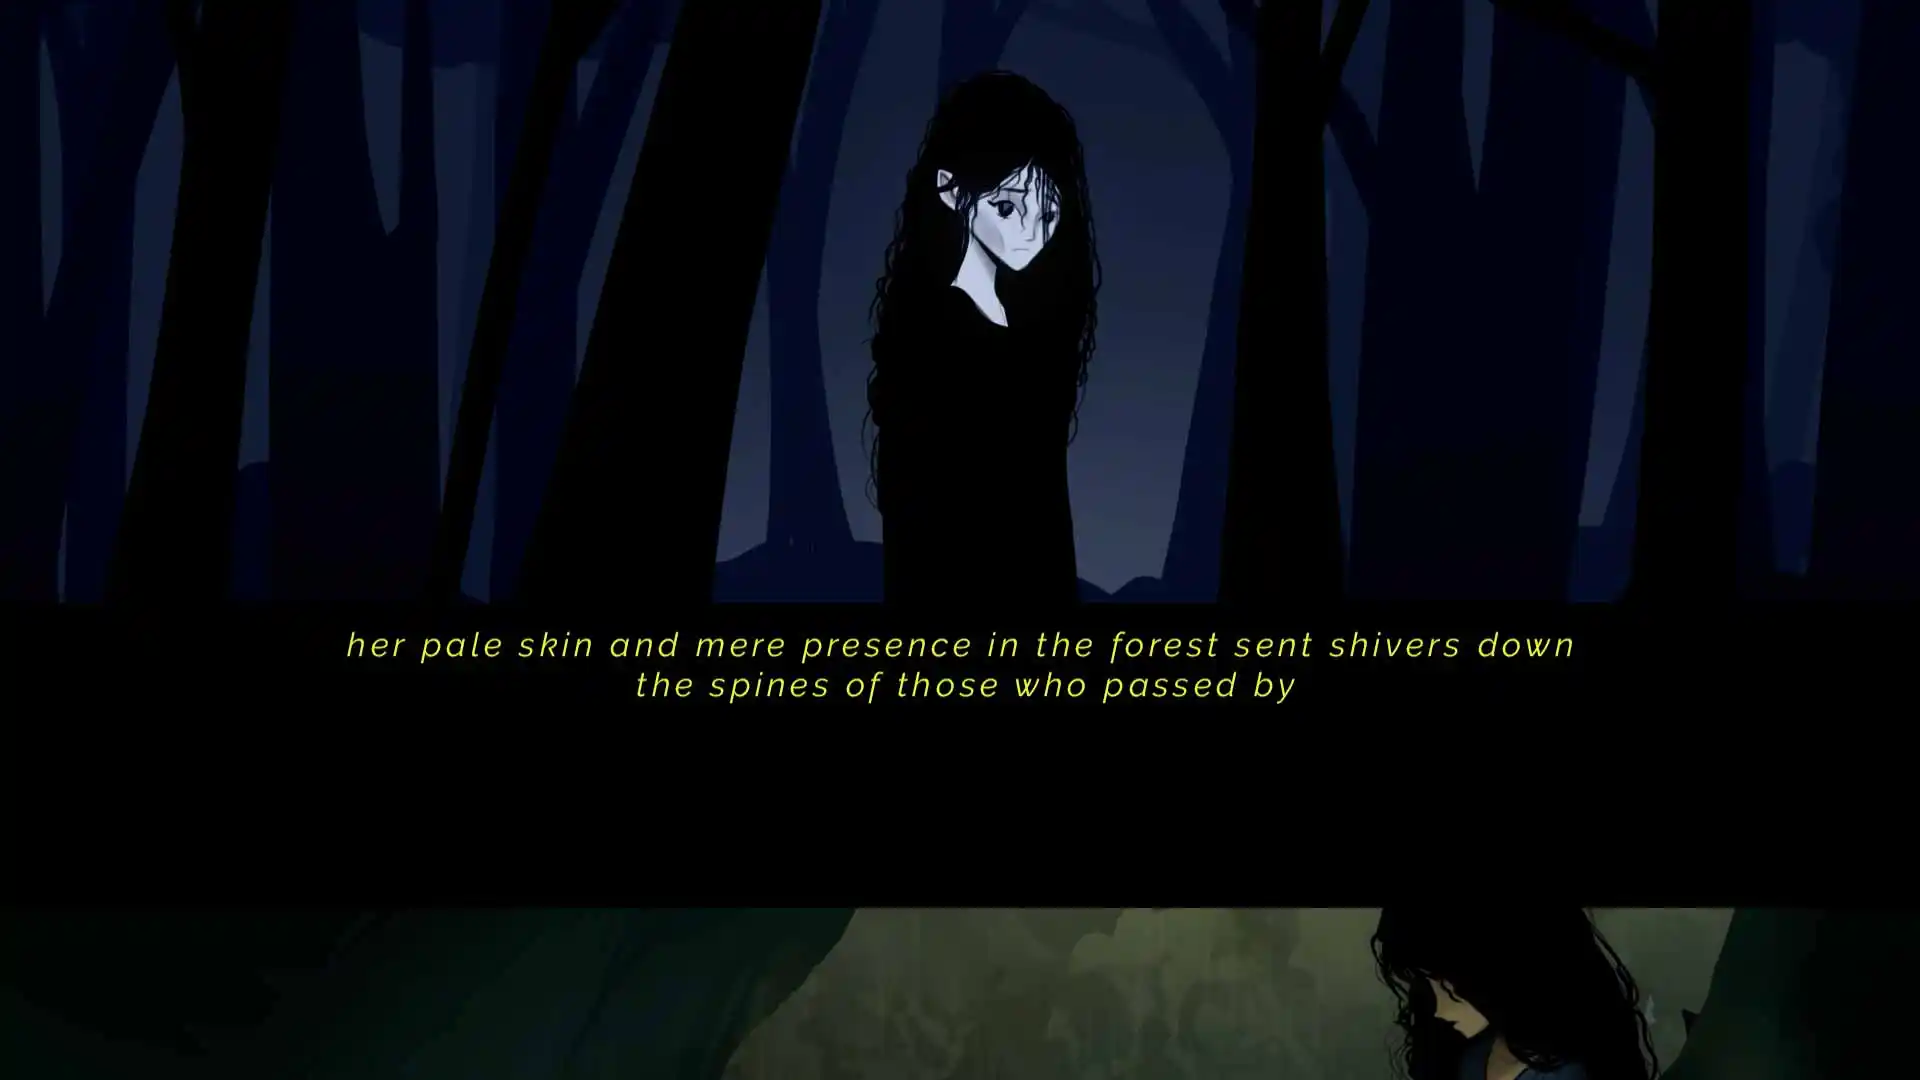 her pale skin and mere presence in the forest sent shivers down
the spines of those who passed by